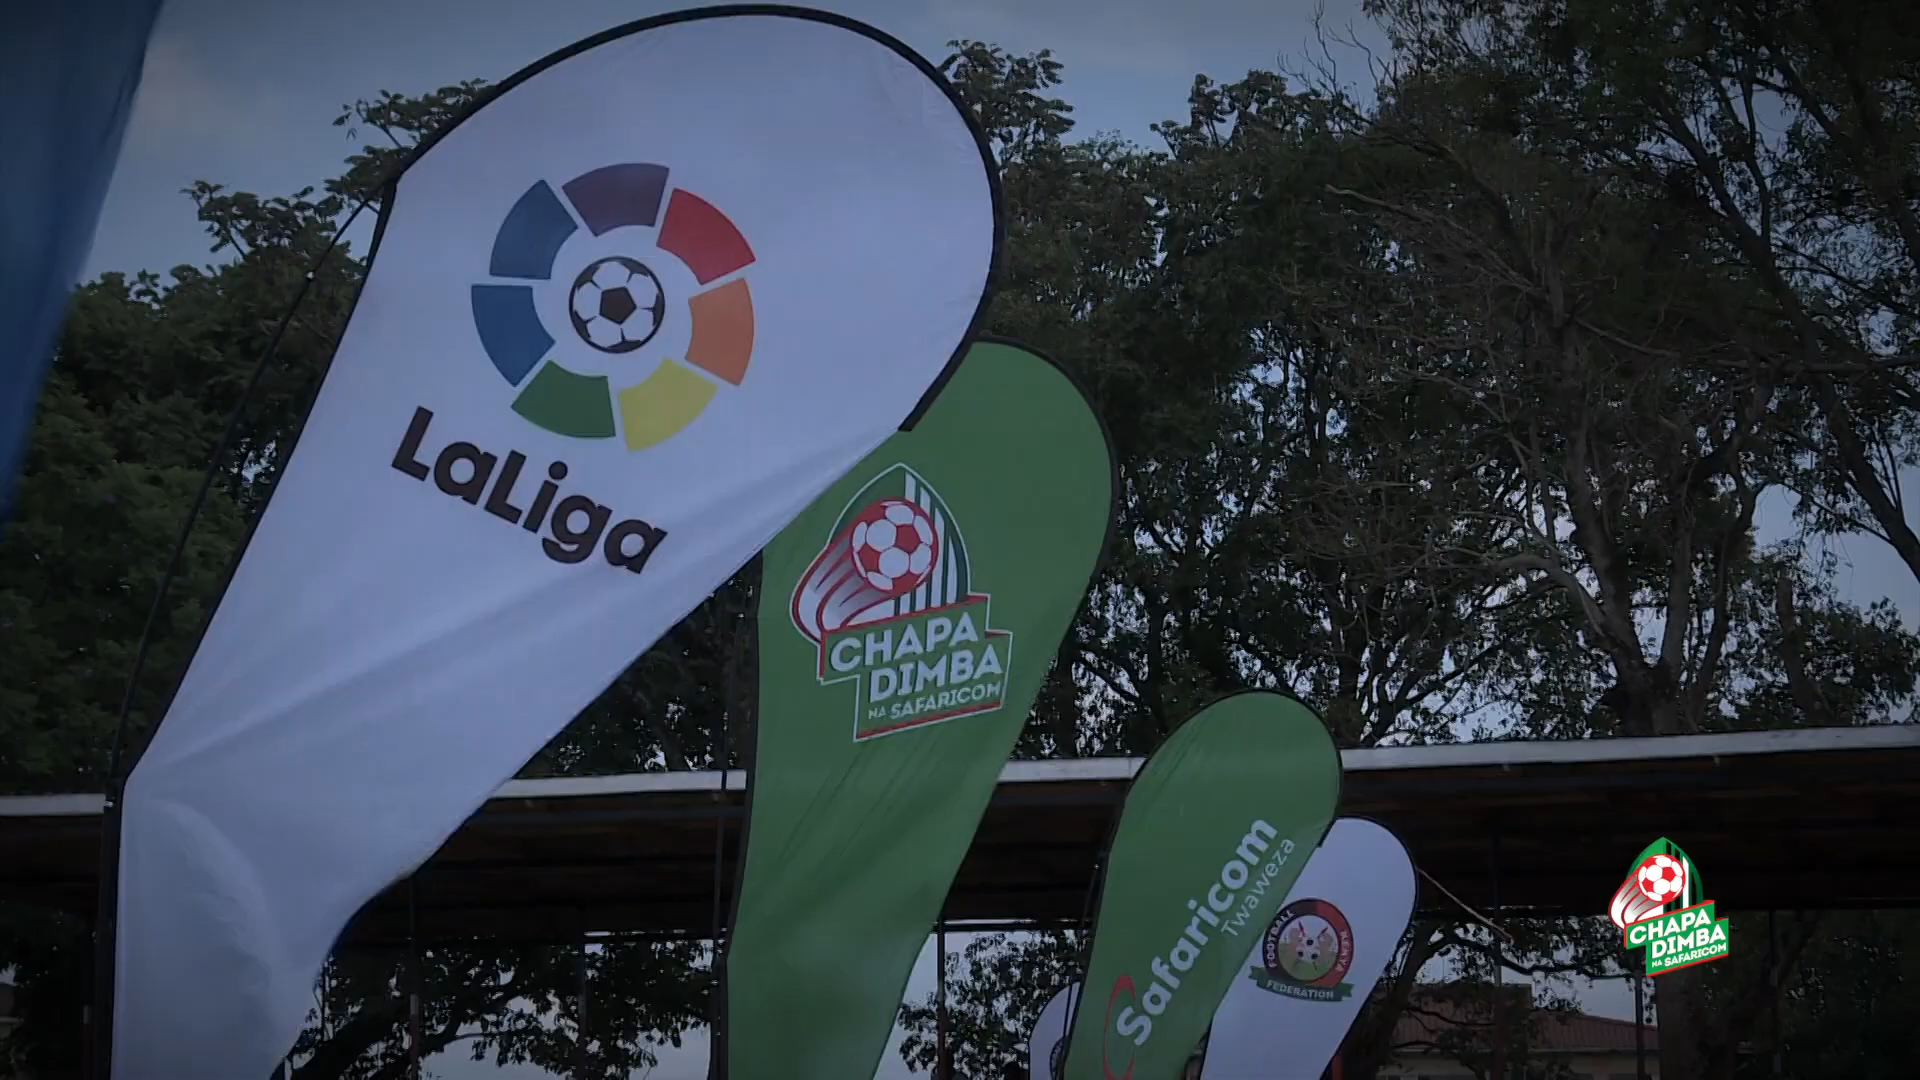 LaLiga
CHAPA
DIMBA
NA SAFARICOM
Safaricom
Twaweza
FOOTBALL KENYA
FEDERATION
CHAPA
DIMBA
NA SAFARICOM